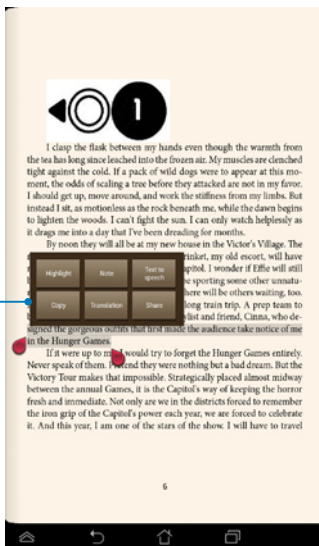 1
I clasp the flask between my hands even though the warmth from
the tea has long since leached into the frozen air. My muscles are clenched
tight against the cold. If a pack of wild dogs were to appear at this mo-
ment, the odds of scaling a tree before they attacked are not in my favor.
I should get up, move around, and work the stiffness from my limbs. But
instead I sit, as motionless as the rock beneath me, while the dawn begins
to lighten the woods. I can't fight the sun. I can only watch helplessly as
it drags me into a day that I've been dreading for months.
By noon they will all be at my new house in the Victor's Village. The
rinket, my old escort, will have
apitol. I wonder if Effie will still
be sporting some other unnatu-
here will be others waiting, too.
long train trip. A prep team to
ylist and friend, Cinna, who de-
Highlight Note Text to speech
Copy Translation Share
signed the gorgeous outfits that first made the audience take notice of me
in the Hunger Games.
If it were up to me, I would try to forget the Hunger Games entirely.
Never speak of them. Pretend they were nothing but a bad dream. But the
Victory Tour makes that impossible. Strategically placed almost midway
between the annual Games, it is the Capitol's way of keeping the horror
fresh and immediate. Not only are we in the districts forced to remember
the iron grip of the Capitol's power each year, we are forced to celebrate
it. And this year, I am one of the stars of the show. I will have to travel
6